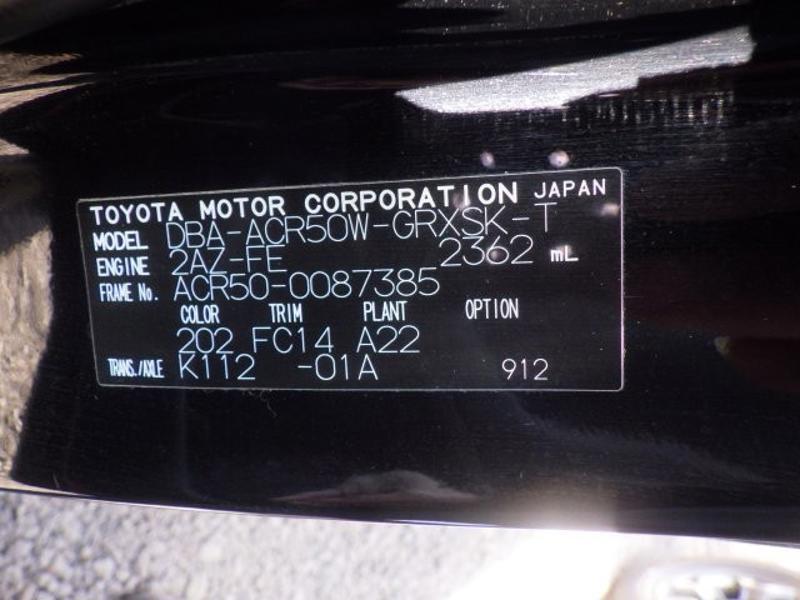 TOYOTA MOTOR CORPORATION JAPAN
MODEL DBA-ACR50W-GRXSK-T
ENGINE 2AZ-FE 2362 mL
FRAME No. ACR50-0087385
COLOR TRIM PLANT OPTION
202 FC14 A22
TRANS./AXLE K112 -01A 912